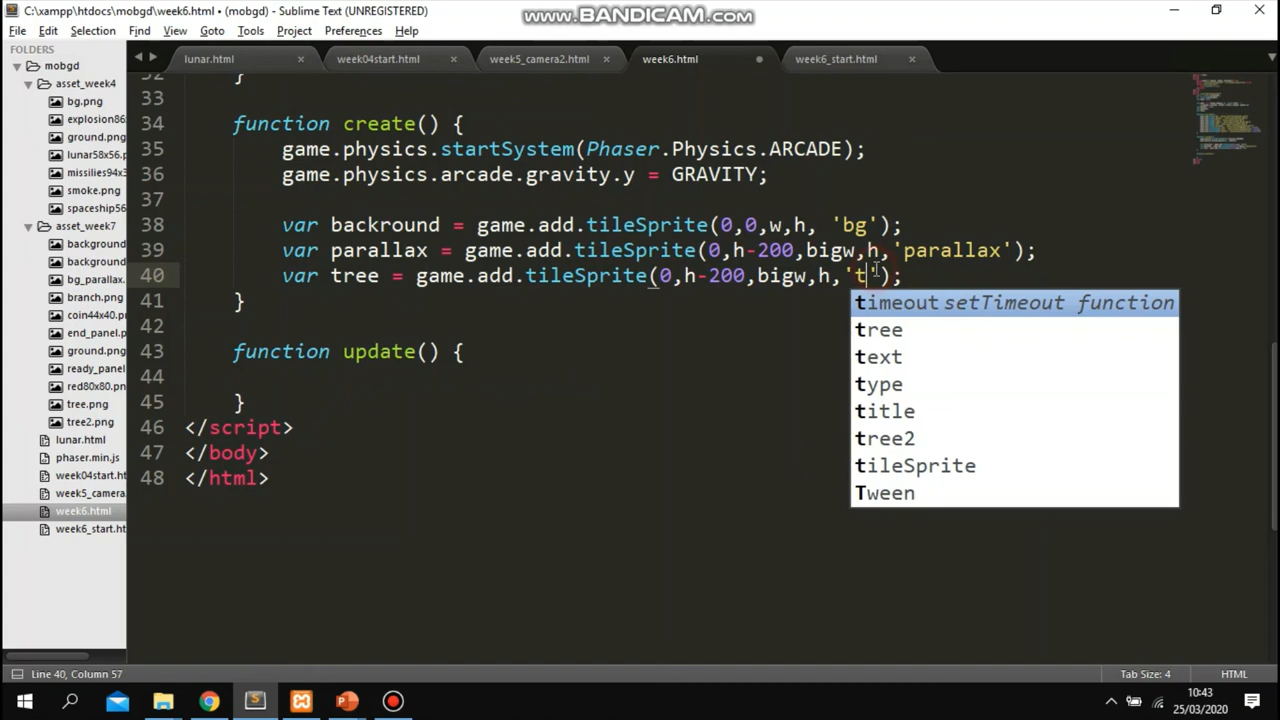 C:\xampp\htdocs\mobgd\week6.html • (mobgd) - Sublime Text (UNREGISTERED)
www.BANDICAM.com
File Edit Selection Find View Goto Tools Project Preferences Help
FOLDERS
mobgd
asset_week4
bg.png
explosion86
ground.png
lunar58x56.p
missilies94x3
smoke.png
spaceship56
asset_week7
background
background
bg_parallax.
branch.png
coin44x40.p
end_panel.
ground.png
ready_panel
red80x80.pn
tree.png
tree2.png
lunar.html
phaser.min.js
week04start.ht
week5_camera.
week6.html
week6_start.ht
lunar.html × week04start.html × week5_camera2.html × week6.html • week6_start.html ×
32 }
33
34 function create() {
35 game.physics.startSystem(Phaser.Physics.ARCADE);
36 game.physics.arcade.gravity.y = GRAVITY;
37
38 var backround = game.add.tileSprite(0,0,w,h, 'bg');
39 var parallax = game.add.tileSprite(0,h-200,bigw,h,'parallax');
40 var tree = game.add.tileSprite(0,h-200,bigw,h,'t');
41 }
42
43 function update() {
44
45 }
46 </script>
47 </body>
48 </html>
timeout setTimeout function
tree
text
type
title
tree2
tileSprite
Tween
Line 40, Column 57
Tab Size: 4 HTML
10:43
25/03/2020